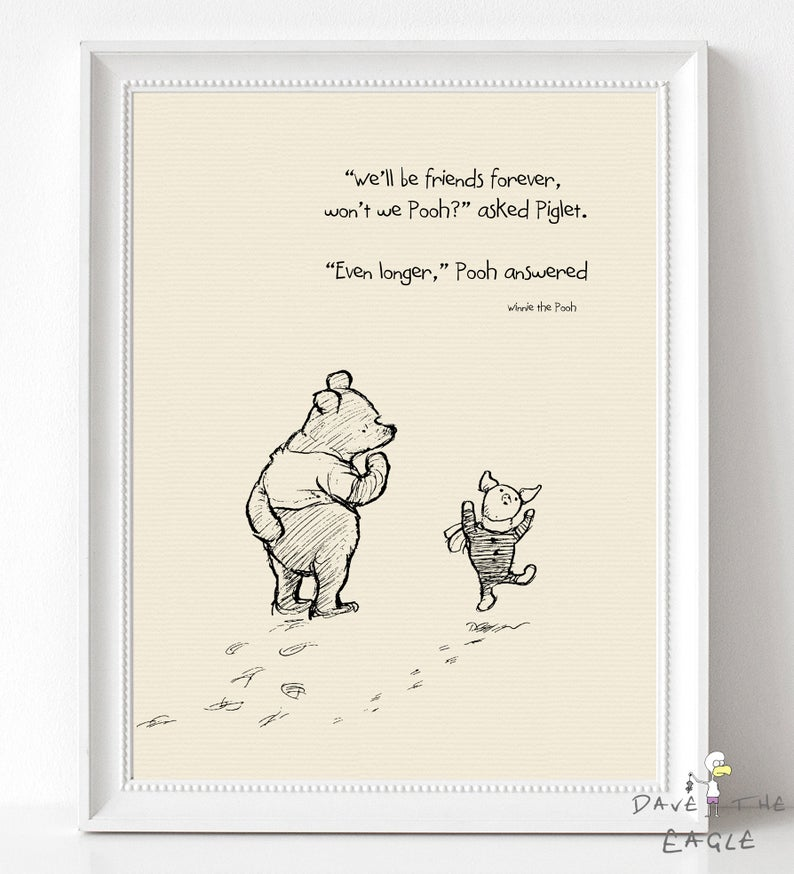 “We’ll be friends forever,
won’t we Pooh?” asked Piglet.
“Even longer,” Pooh answered
Winnie the Pooh
DAVE THE
EAGLE